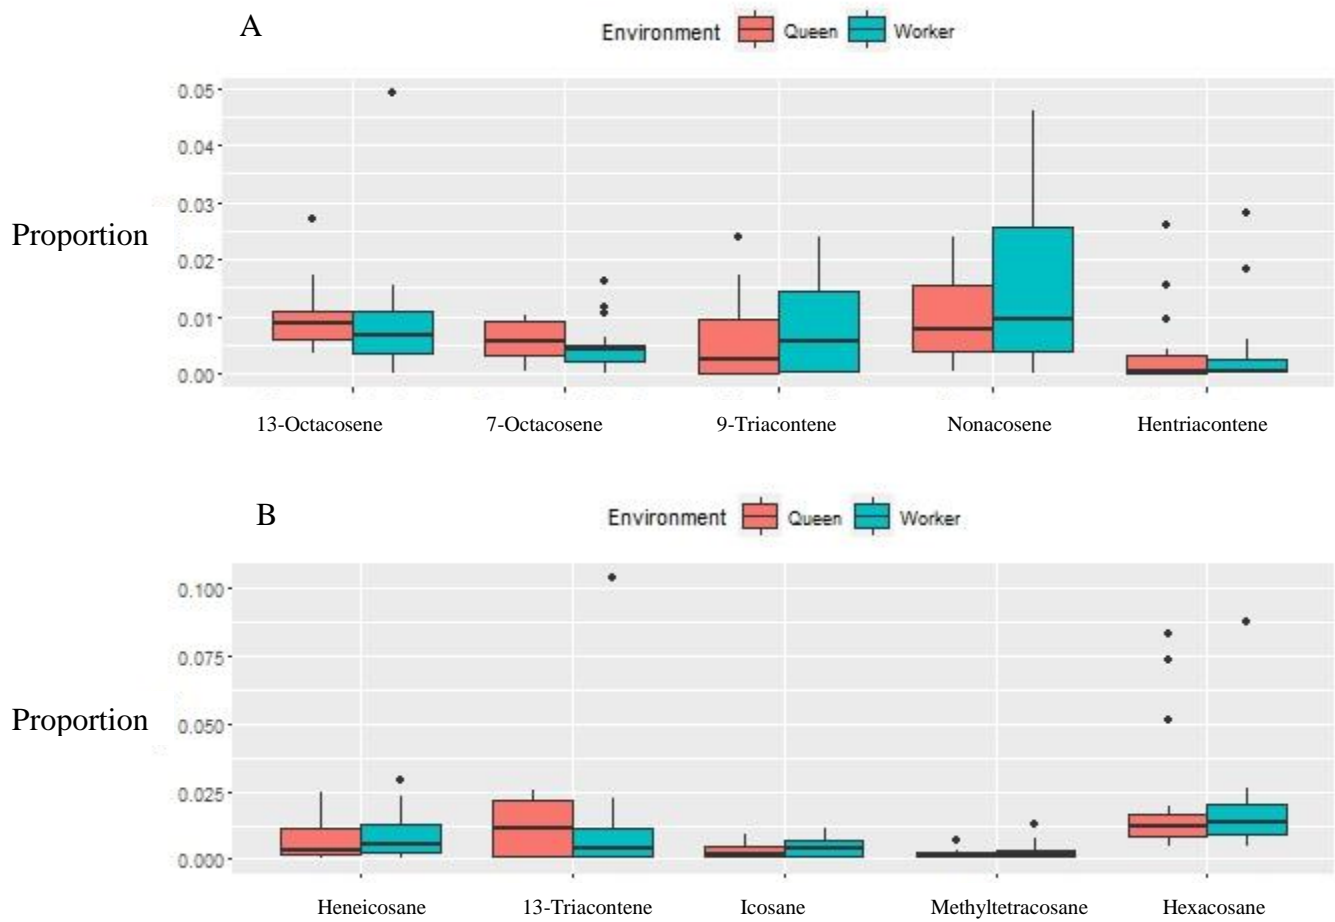 A
Environment Queen Worker
0.05
0.04
0.03
0.02
0.01
0.00
Proportion
13-Octacosene 7-Octacosene 9-Triacontene Nonacosene Hentriacontene
B
Environment Queen Worker
0.100
0.075
0.050
0.025
0.000
Proportion
Heneicosane 13-Triacontene Icosane Methyltetracosane Hexacosane